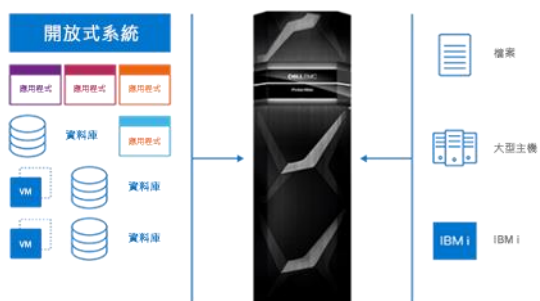 開放式系統
應用程式
應用程式
應用程式
資料庫
應用程式
VM
資料庫
VM
資料庫
DELLEMC
PowerMax
檔案
大型主機
IBM i
IBM i